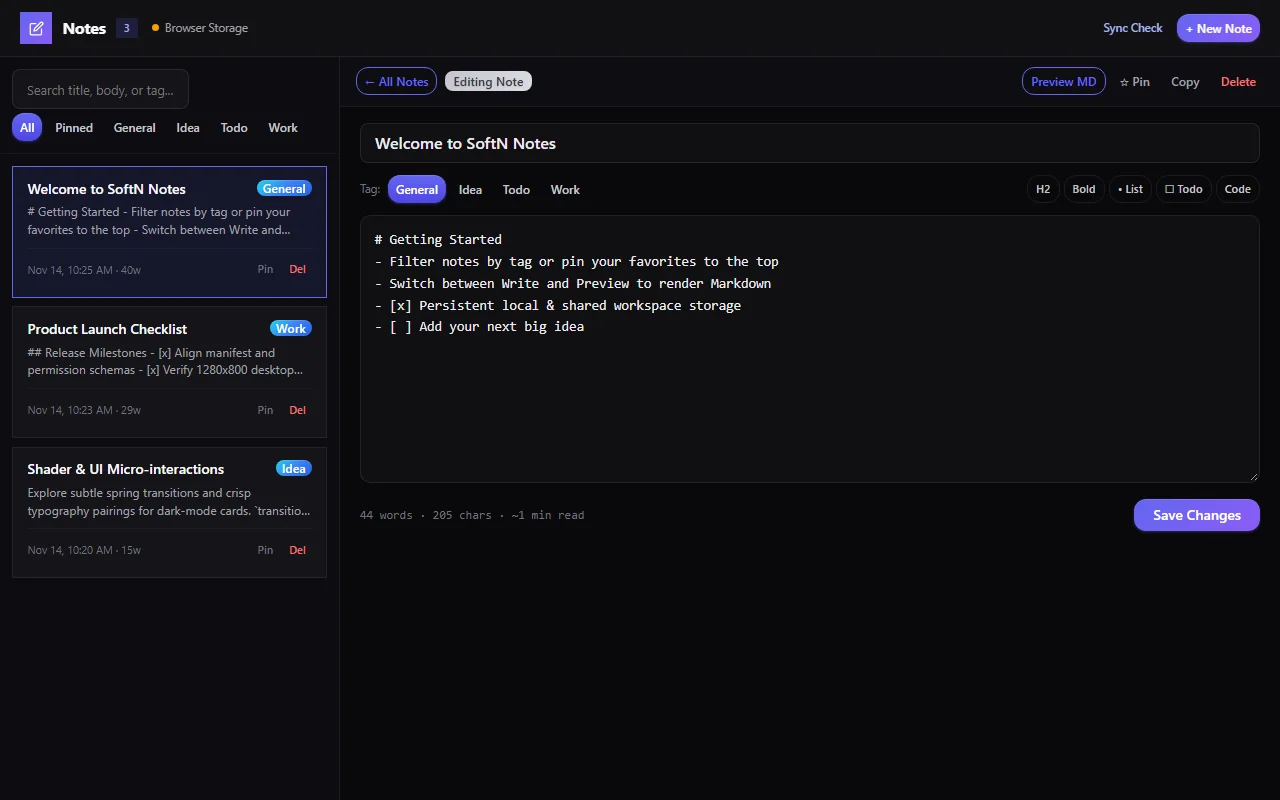 Notes 3 Browser Storage Sync Check + New Note
Search title, body, or tag...
All Pinned General Idea Todo Work
Welcome to SoftN Notes General
# Getting Started - Filter notes by tag or pin your
favorites to the top - Switch between Write and...
Nov 14, 10:25 AM · 40w Pin Del
Product Launch Checklist Work
## Release Milestones - [x] Align manifest and
permission schemas - [x] Verify 1280x800 desktop...
Nov 14, 10:23 AM · 29w Pin Del
Shader & UI Micro-interactions Idea
Explore subtle spring transitions and crisp
typography pairings for dark-mode cards. `transitio...
Nov 14, 10:20 AM · 15w Pin Del
← All Notes Editing Note Preview MD ☆ Pin Copy Delete
Welcome to SoftN Notes
Tag: General Idea Todo Work H2 Bold • List ☐ Todo Code
# Getting Started
- Filter notes by tag or pin your favorites to the top
- Switch between Write and Preview to render Markdown
- [x] Persistent local & shared workspace storage
- [ ] Add your next big idea
44 words · 205 chars · ~1 min read Save Changes